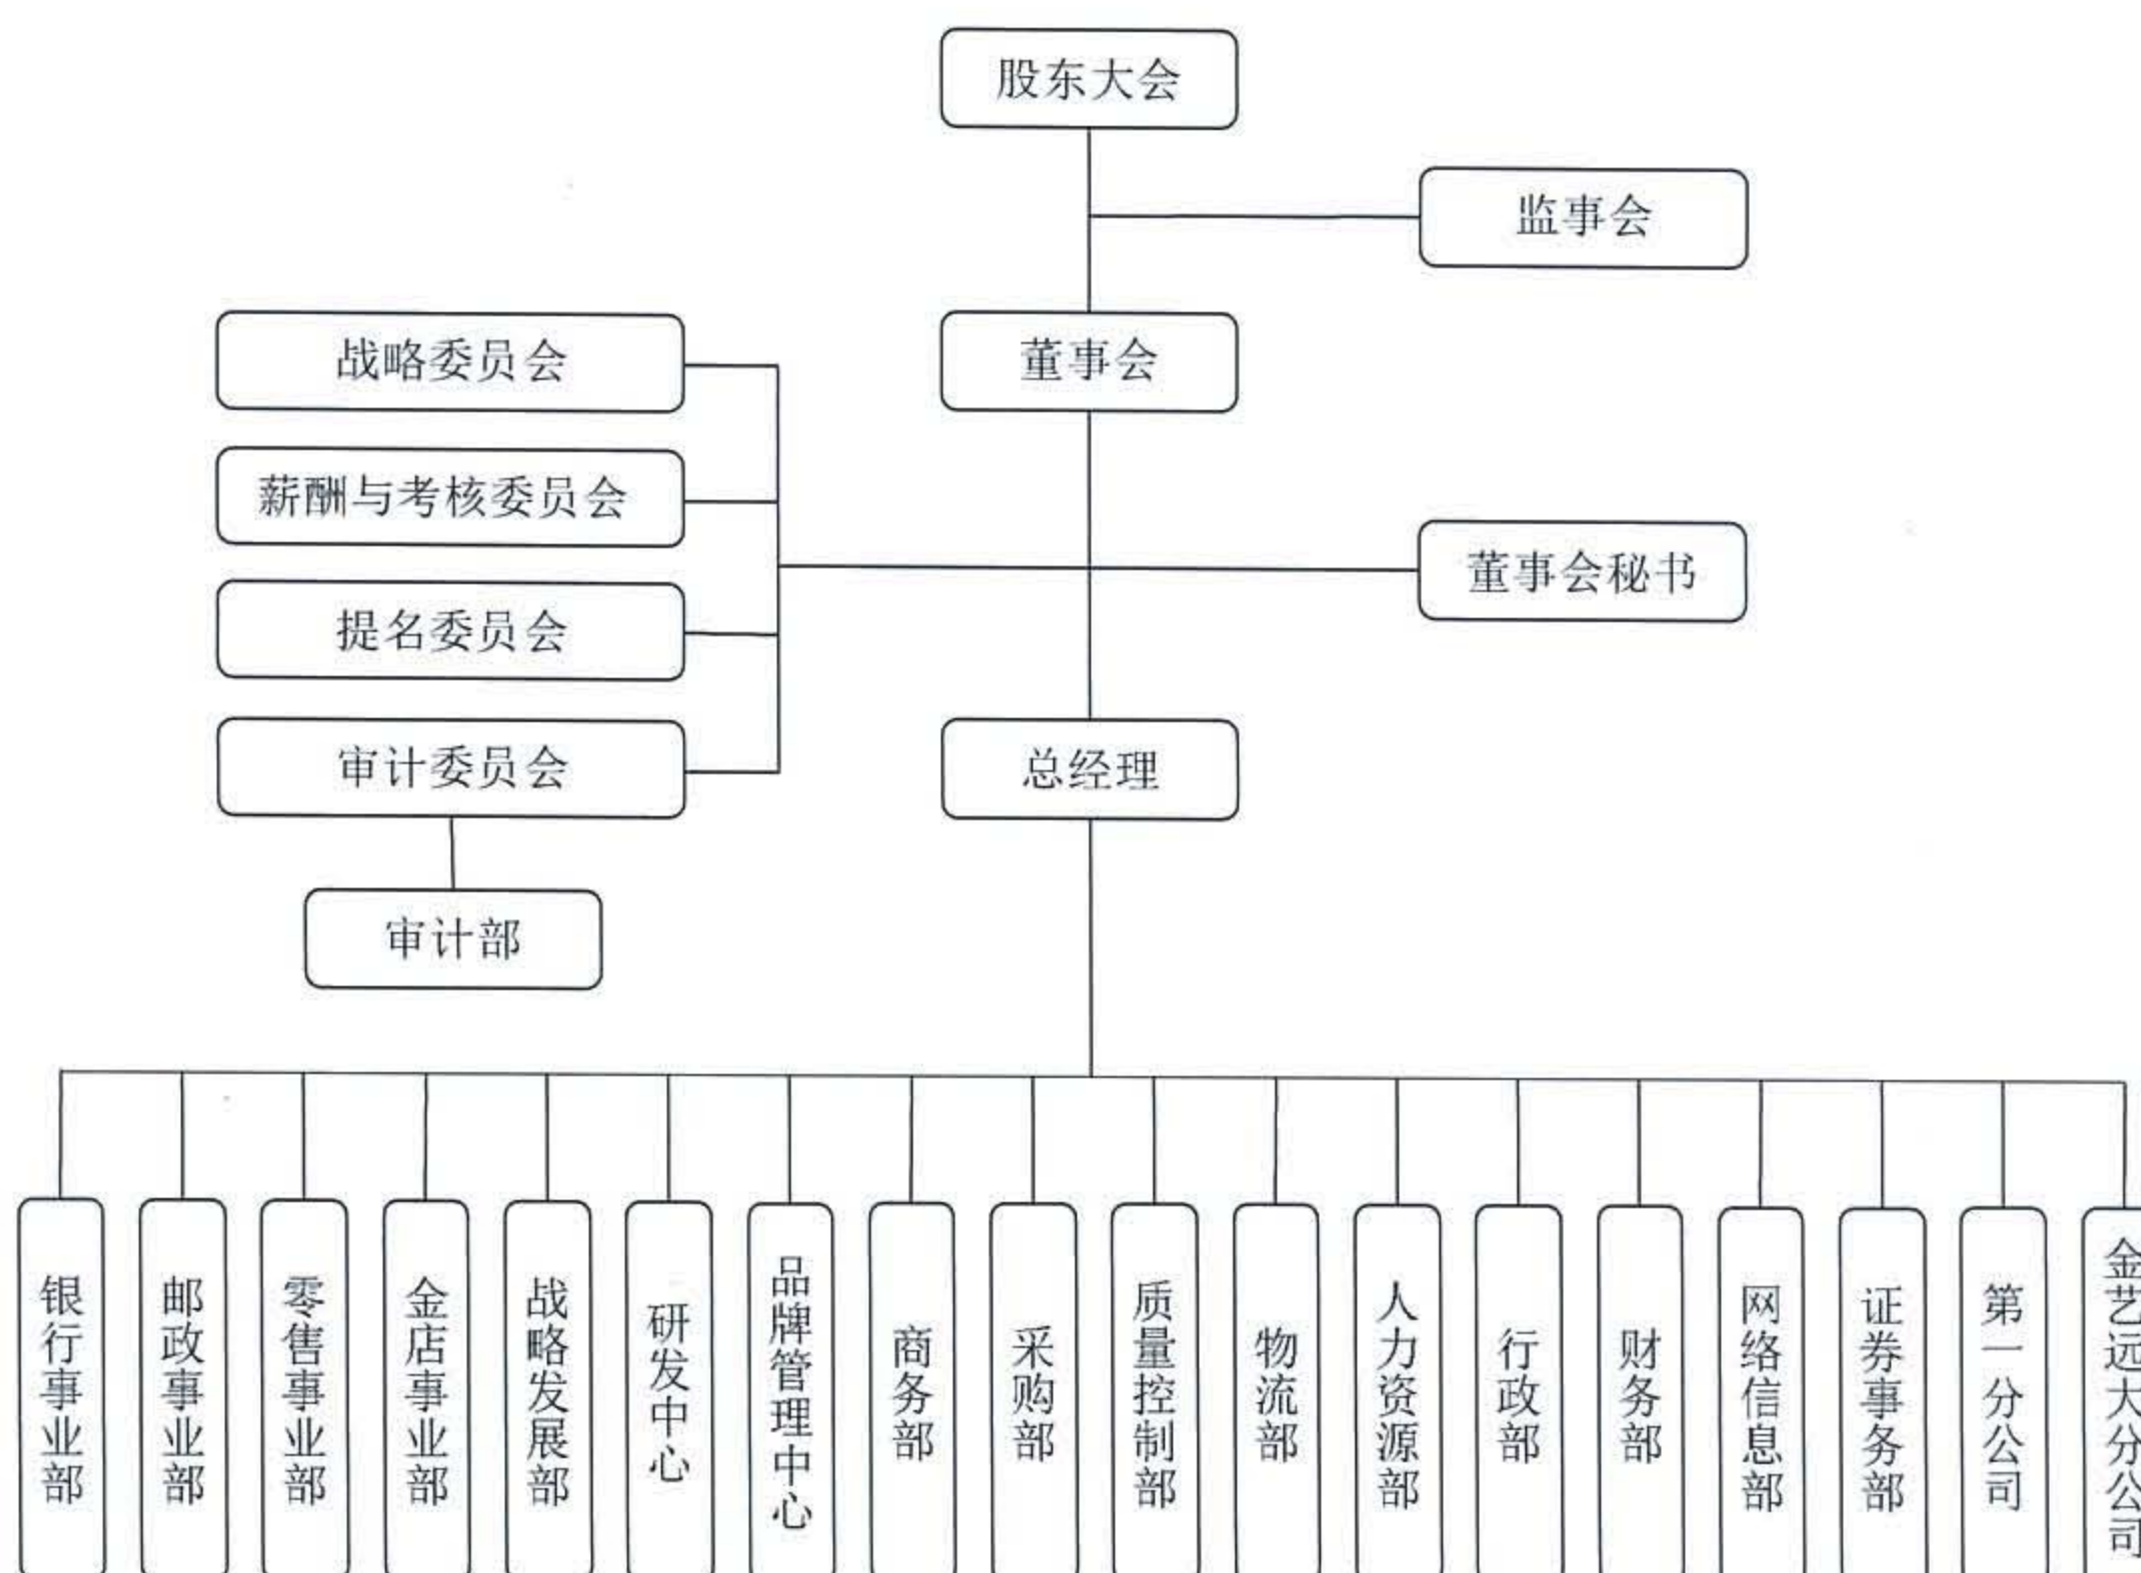 股东大会
监事会
董事会
战略委员会
薪酬与考核委员会
董事会秘书
提名委员会
审计委员会
总经理
审计部
银行事业部
邮政事业部
零售事业部
金店事业部
战略发展部
研发中心
品牌管理中心
商务部
采购部
质量控制部
物流部
人力资源部
行政部
财务部
网络信息部
证券事务部
第一分公司
金艺远大分公司